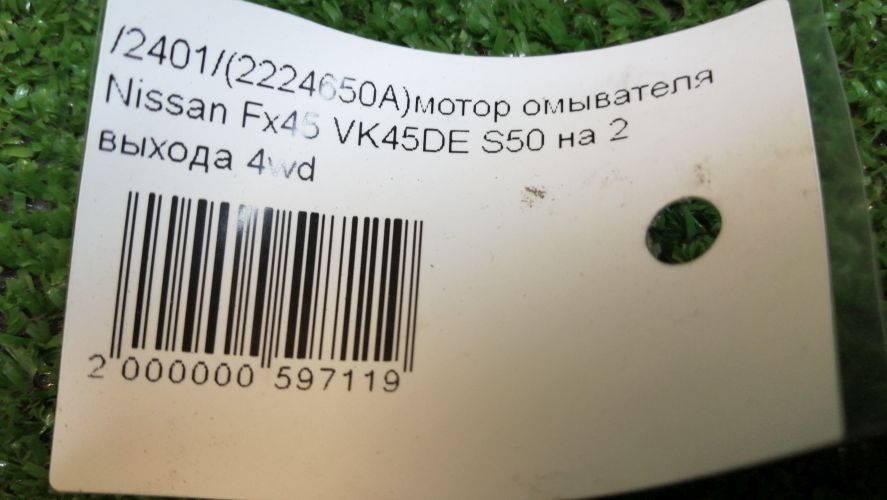 /2401/(2224650A)мотор омывателя
Nissan Fx45 VK45DE S50 на 2
выхода 4wd
2 000000 597119